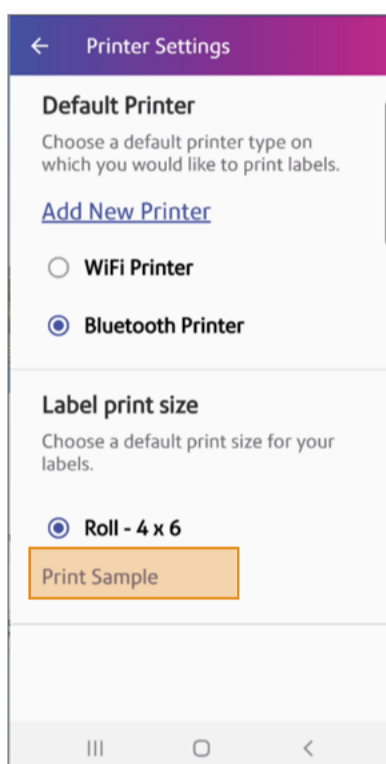 Printer Settings
Default Printer
Choose a default printer type on
which you would like to print labels.
Add New Printer
WiFi Printer
Bluetooth Printer
Label print size
Choose a default print size for your
labels.
Roll - 4 x 6
Print Sample